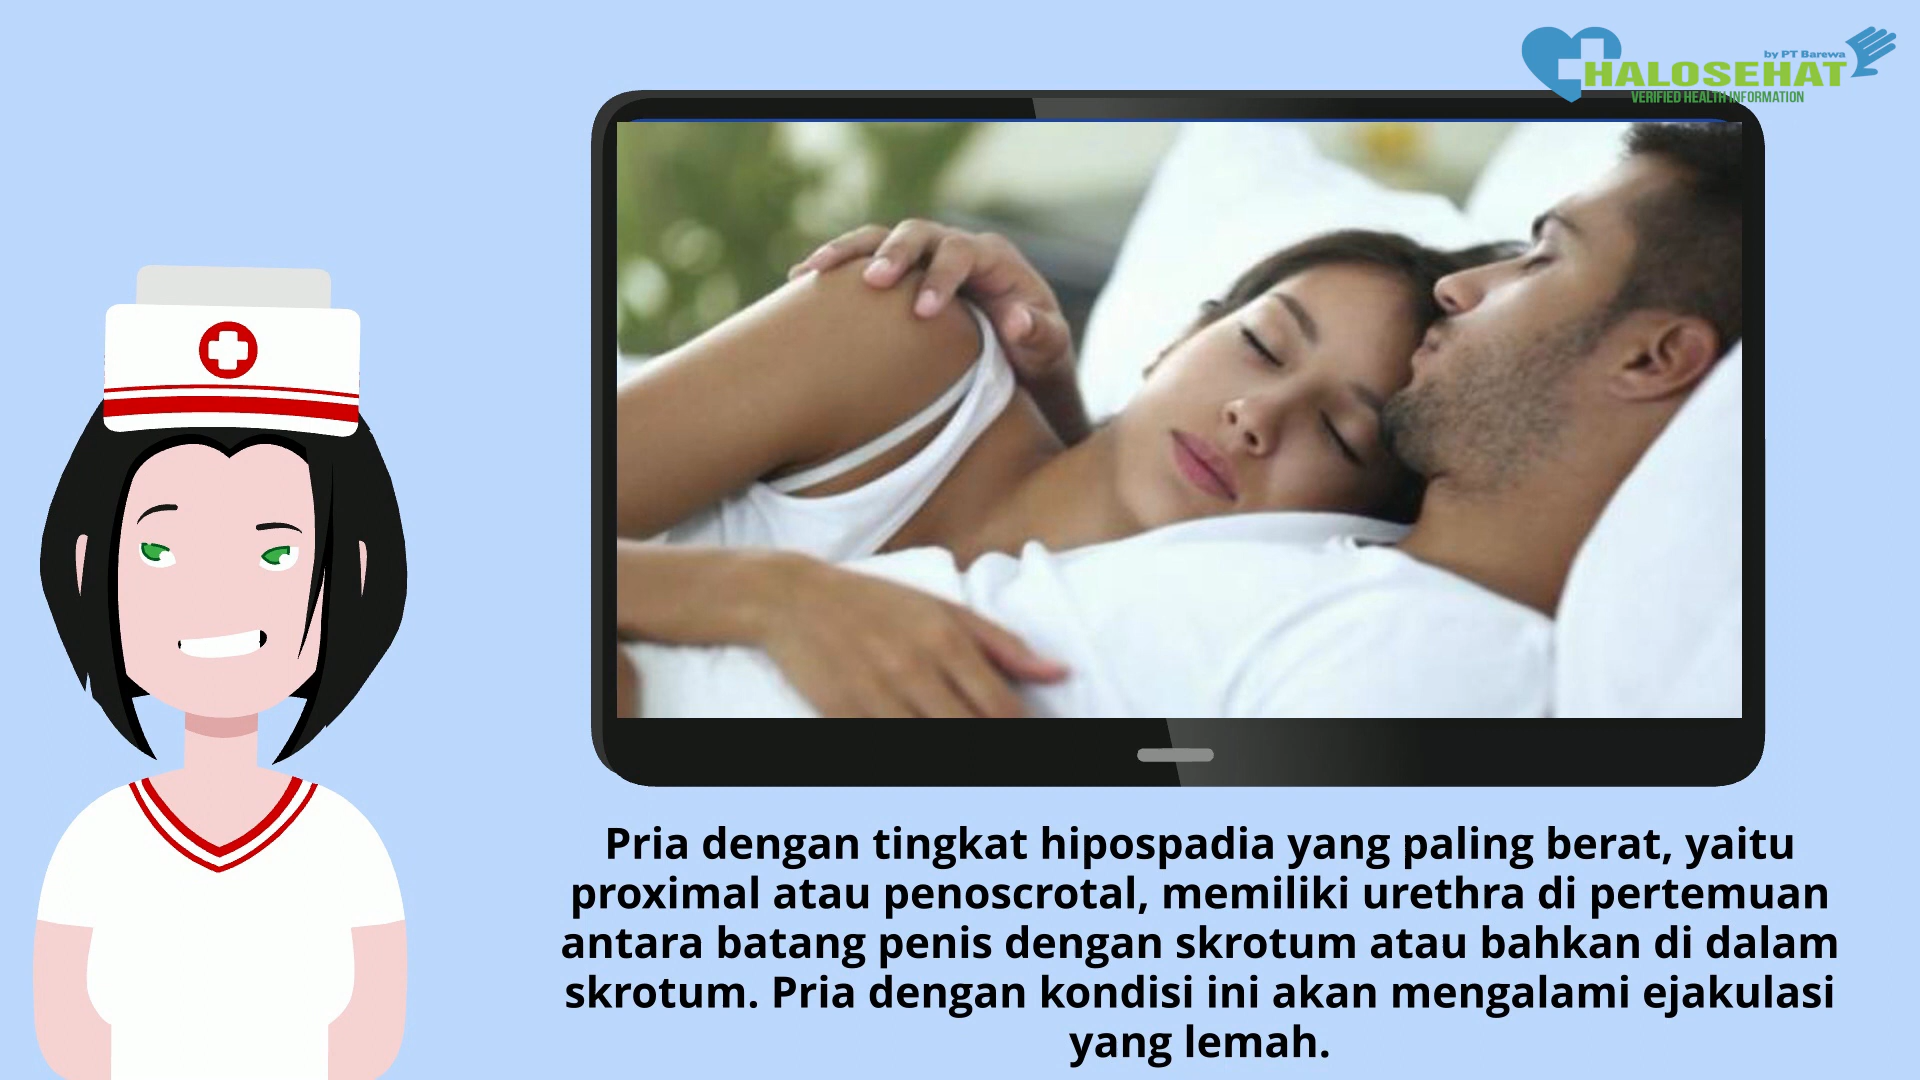 by PT Barewa
HALOSEHAT
VERIFIED HEALTH INFORMATION
Pria dengan tingkat hipospadia yang paling berat, yaitu
proximal atau penoscrotal, memiliki urethra di pertemuan
antara batang penis dengan skrotum atau bahkan di dalam
skrotum. Pria dengan kondisi ini akan mengalami ejakulasi
yang lemah.